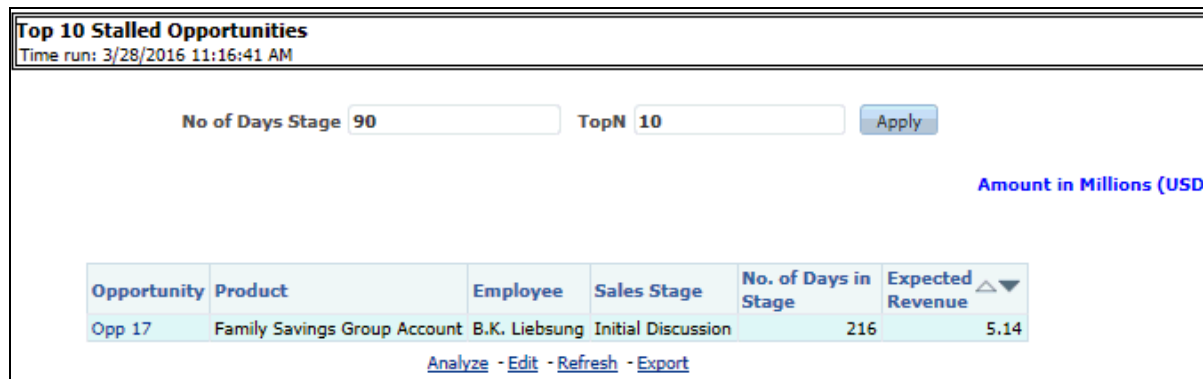 Top 10 Stalled Opportunities
Time run: 3/28/2016 11:16:41 AM
No of Days Stage 90 TopN 10 Apply
Amount in Millions (USD
Opportunity Product Employee Sales Stage No. of Days in Stage Expected Revenue
Opp 17 Family Savings Group Account B.K. Liebsung Initial Discussion 216 5.14
Analyze - Edit - Refresh - Export